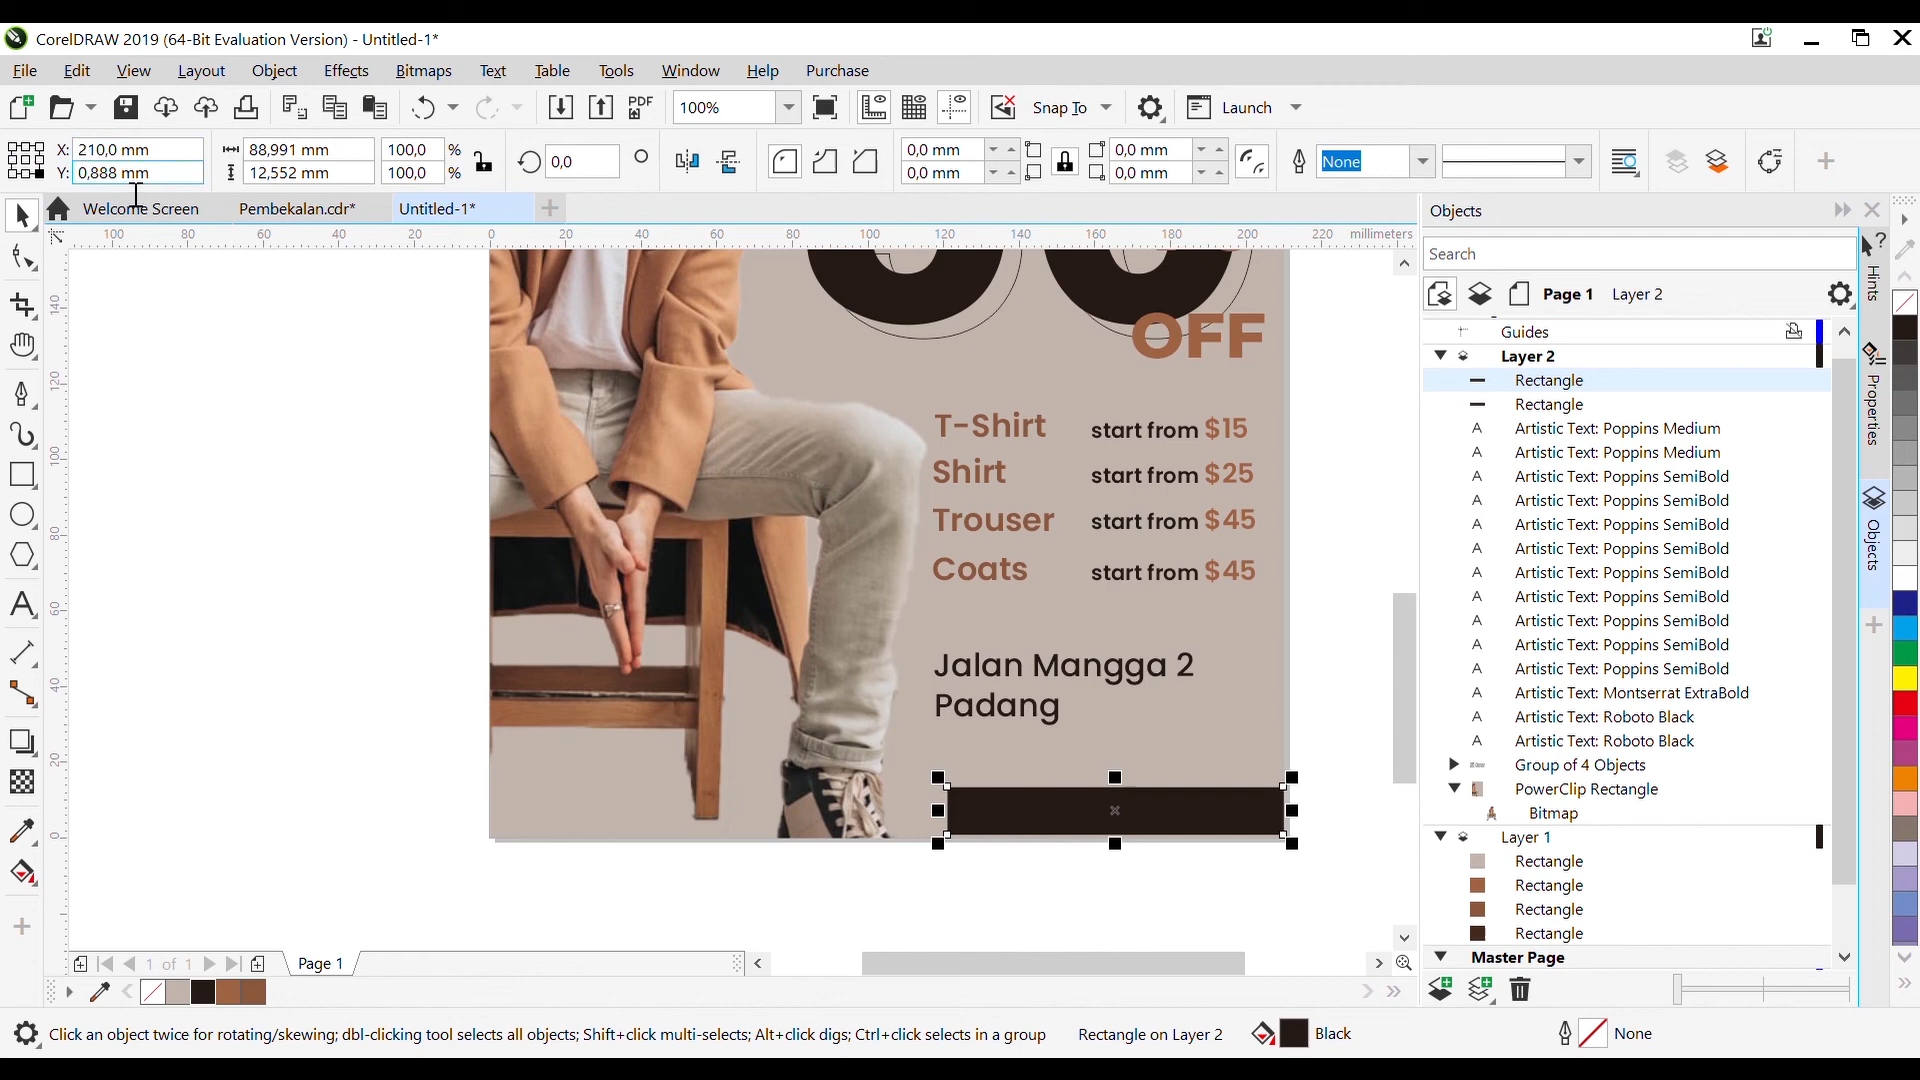 CorelDRAW 2019 (64-Bit Evaluation Version) - Untitled-1*
File Edit View Layout Object Effects Bitmaps Text Table Tools Window Help Purchase
PDF 100% Snap To Launch
X: 210,0 mm 88,991 mm 100,0 % 0,0 0,0 mm 0,0 mm None
Y: 0,888 mm 12,552 mm 100,0 % 0,0 mm 0,0 mm
Welcome Screen Pembekalan.cdr* Untitled-1*
100 80 60 40 20 0 20 40 60 80 100 120 140 160 180 200 220 millimeters
140
120
100
80
60
40
20
0
OFF
T-Shirt start from $15
Shirt start from $25
Trouser start from $45
Coats start from $45
Jalan Mangga 2
Padang
Objects
Search
Page 1 Layer 2
Guides
Layer 2
Rectangle
Rectangle
Artistic Text: Poppins Medium
Artistic Text: Poppins Medium
Artistic Text: Poppins SemiBold
Artistic Text: Poppins SemiBold
Artistic Text: Poppins SemiBold
Artistic Text: Poppins SemiBold
Artistic Text: Poppins SemiBold
Artistic Text: Poppins SemiBold
Artistic Text: Poppins SemiBold
Artistic Text: Poppins SemiBold
Artistic Text: Poppins SemiBold
Artistic Text: Montserrat ExtraBold
Artistic Text: Roboto Black
Artistic Text: Roboto Black
Group of 4 Objects
PowerClip Rectangle
Bitmap
Layer 1
Rectangle
Rectangle
Rectangle
Rectangle
Master Page
Hints
Properties
Objects
1 of 1 Page 1
Click an object twice for rotating/skewing; dbl-clicking tool selects all objects; Shift+click multi-selects; Alt+click digs; Ctrl+click selects in a group Rectangle on Layer 2 Black None